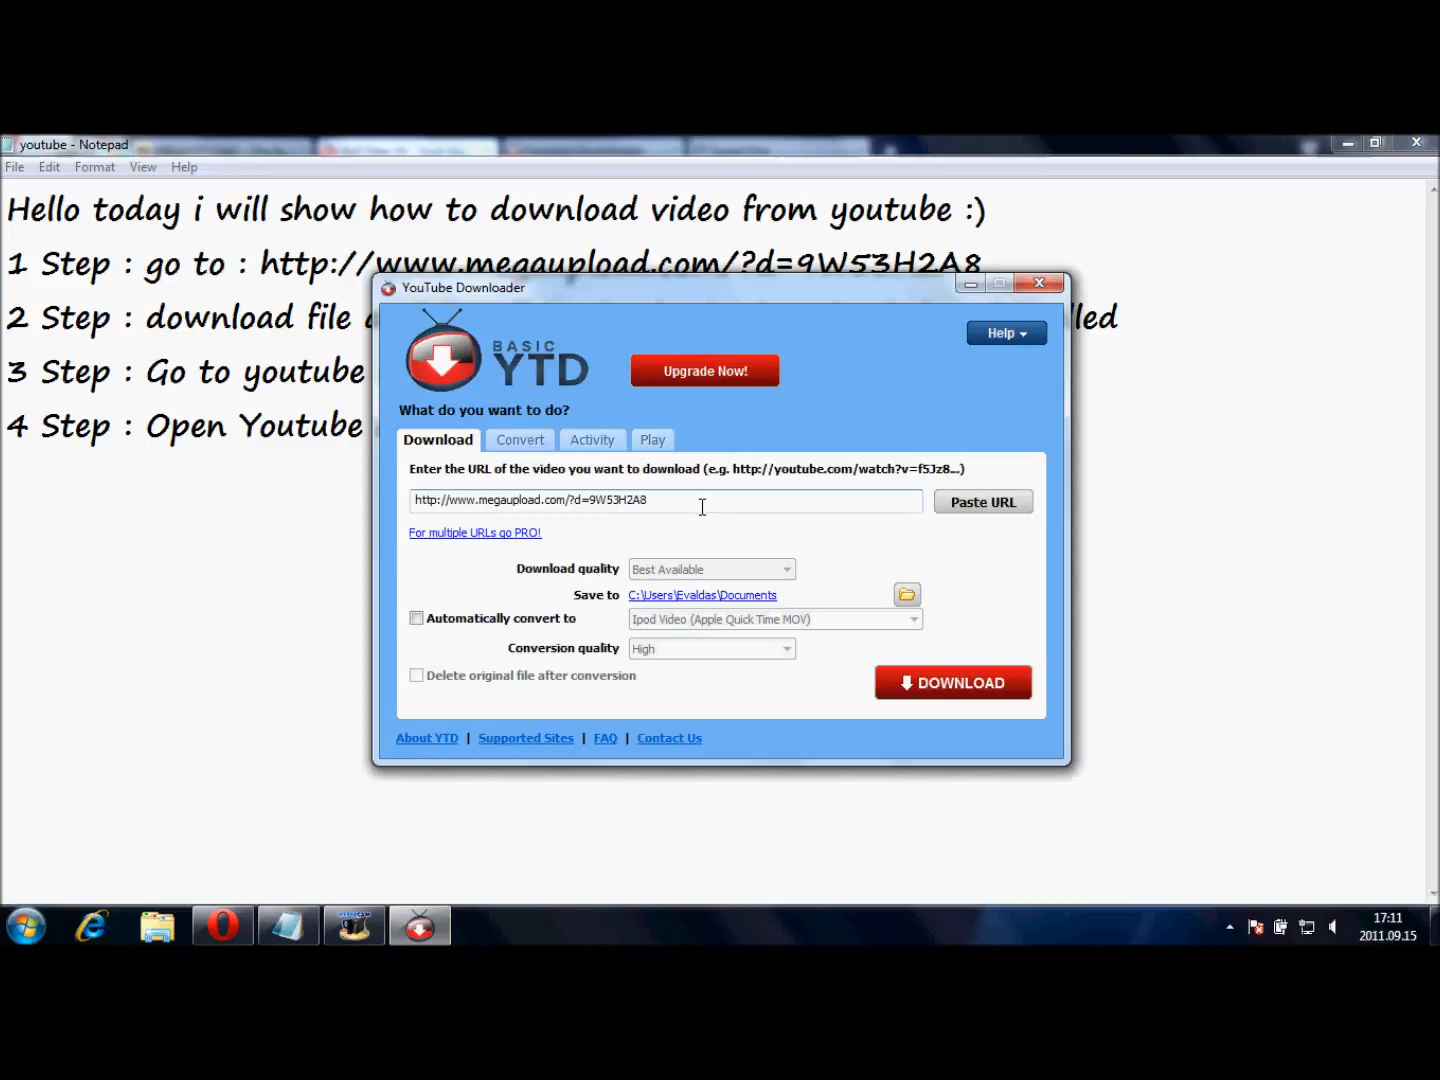 youtube - Notepad
File Edit Format View Help
Hello today i will show how to download video from youtube :)
1 Step : go to : http://www.megaupload.com/?d=9W53H2A8
2 Step : download file
3 Step : Go to youtube
4 Step : Open Youtube
YouTube Downloader
BASIC
YTD
Upgrade Now!
Help
What do you want to do?
Download Convert Activity Play
Enter the URL of the video you want to download (e.g. http://youtube.com/watch?v=f5Jz8...)
http://www.megaupload.com/?d=9W53H2A8
Paste URL
For multiple URLs go PRO!
Download quality Best Available
Save to C:\Users\Evaldas\Documents
Automatically convert to Ipod Video (Apple Quick Time MOV)
Conversion quality High
Delete original file after conversion
DOWNLOAD
About YTD | Supported Sites | FAQ | Contact Us
17:11
2011.09.15